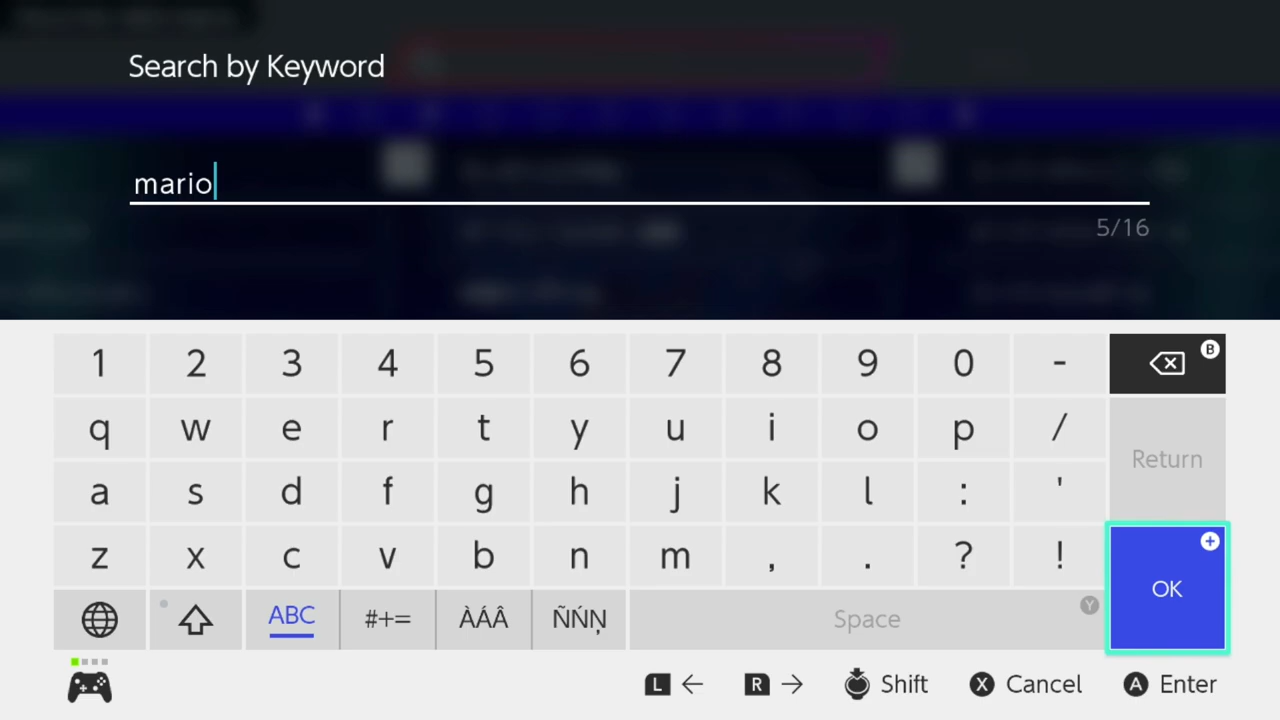 Search by Keyword
mario
5/16
1 2 3 4 5 6 7 8 9 0 - B
q w e r t y u i o p /
Return
a s d f g h j k l : '
z x c v b n m , . ? ! +
OK
ABC #+= ÀÁÂ ÑŃŅ Space Y
L ← R → Shift X Cancel A Enter